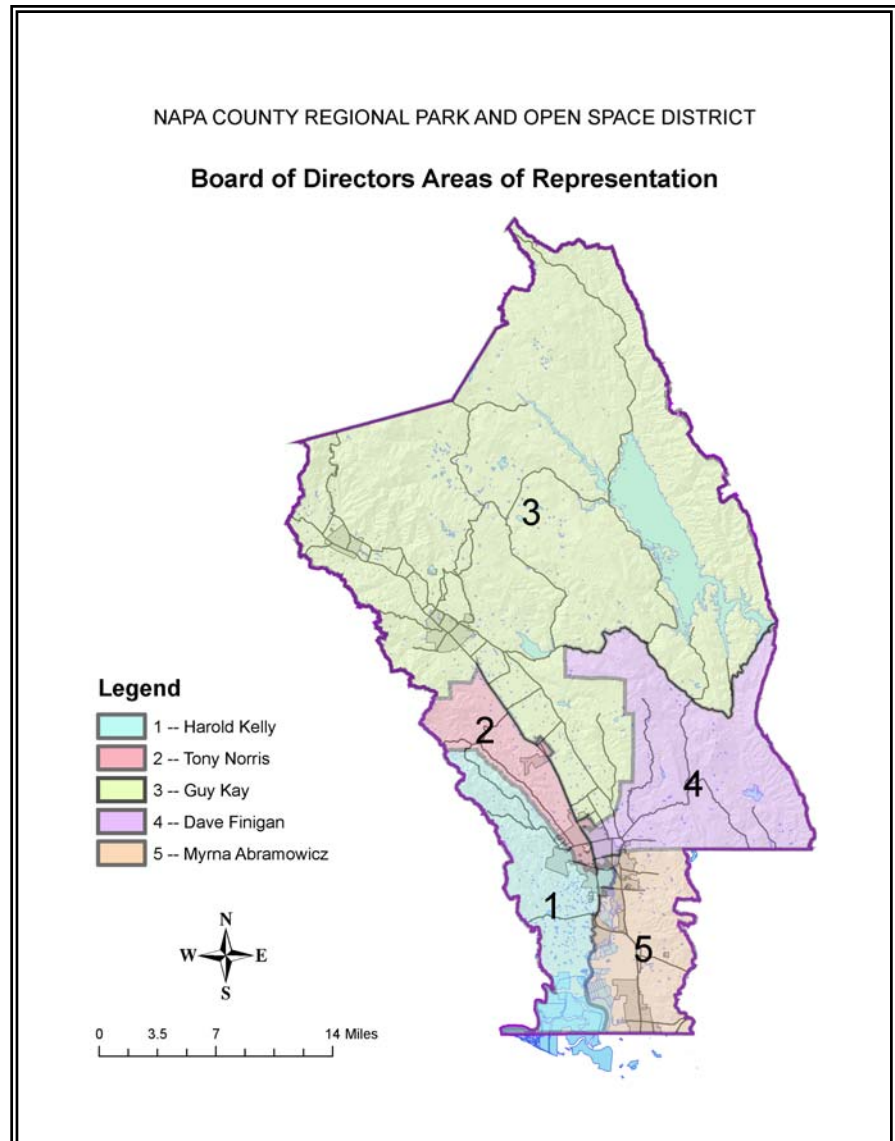 NAPA COUNTY REGIONAL PARK AND OPEN SPACE DISTRICT
Board of Directors Areas of Representation
3
2
4
1
5
Legend
1 -- Harold Kelly
2 -- Tony Norris
3 -- Guy Kay
4 -- Dave Finigan
5 -- Myrna Abramowicz
N
W E
S
0 3.5 7 14 Miles